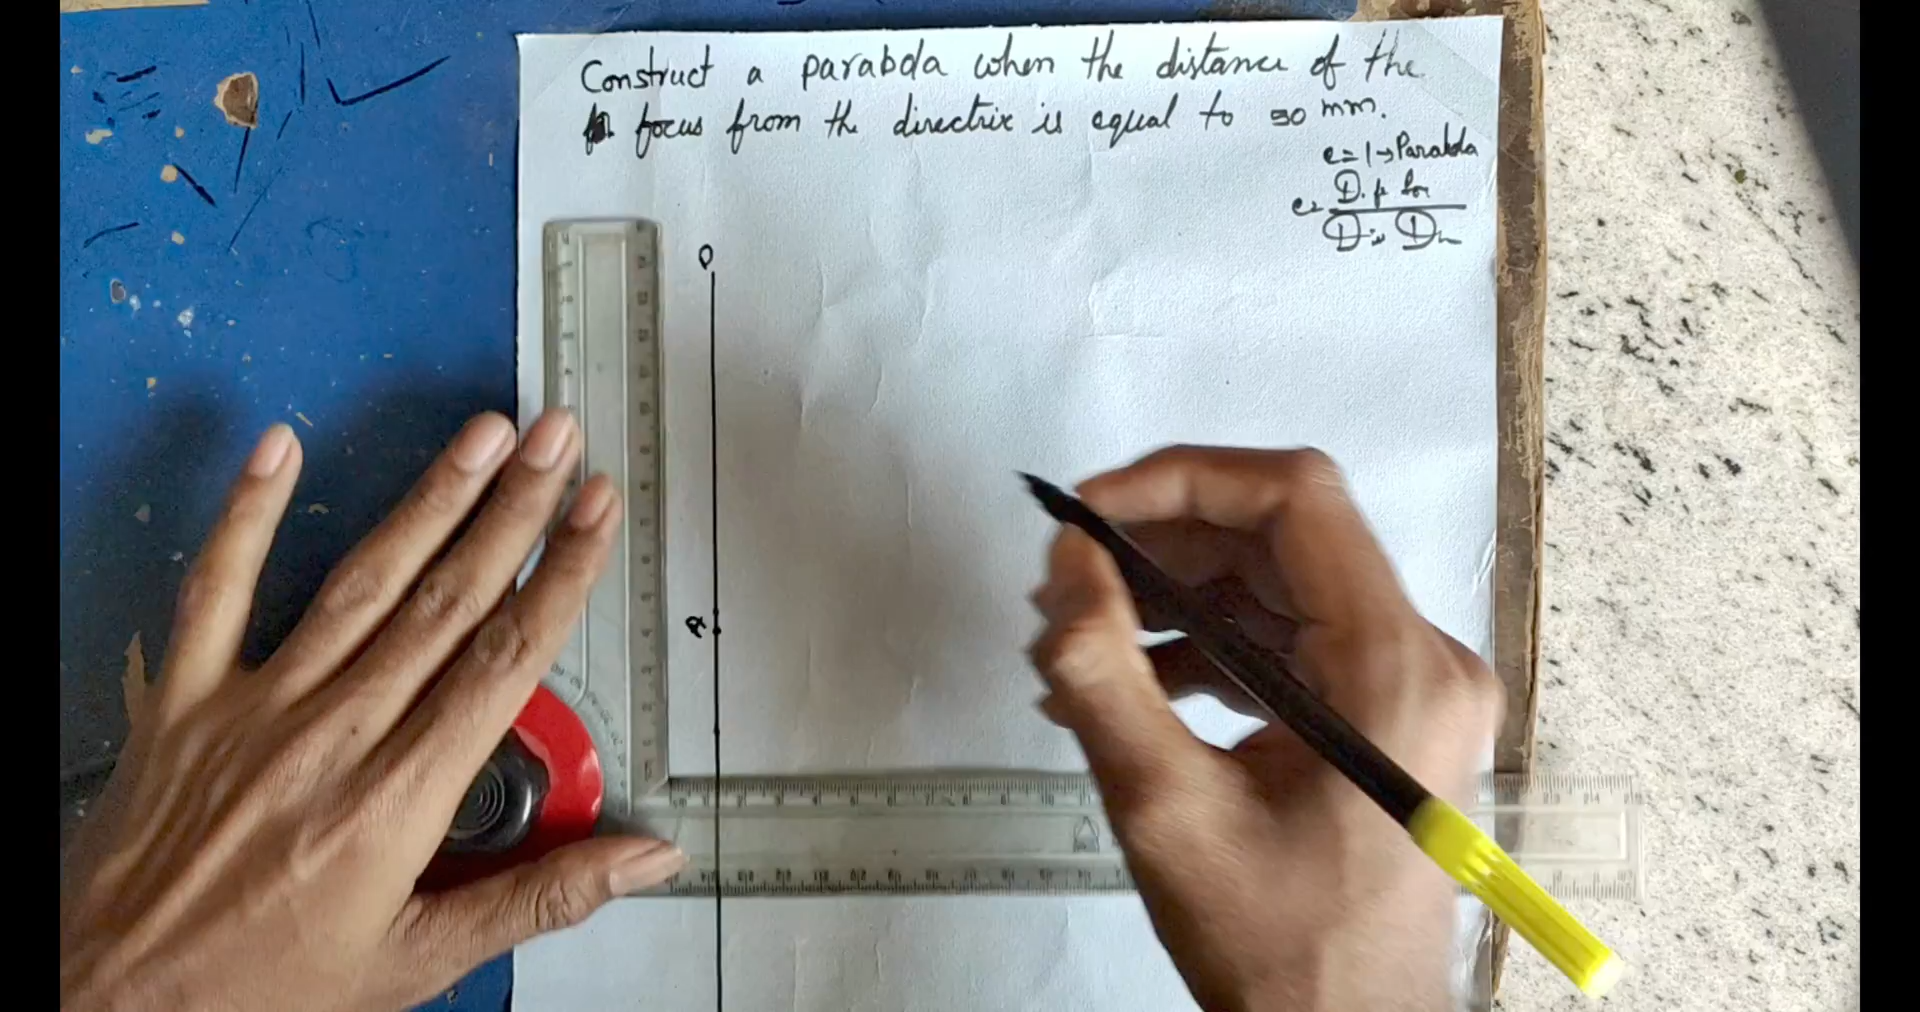 Construct a parabola when the distance of the
focus from the directrix is equal to 50 mm.
e=1→Parabola
e=
D
A